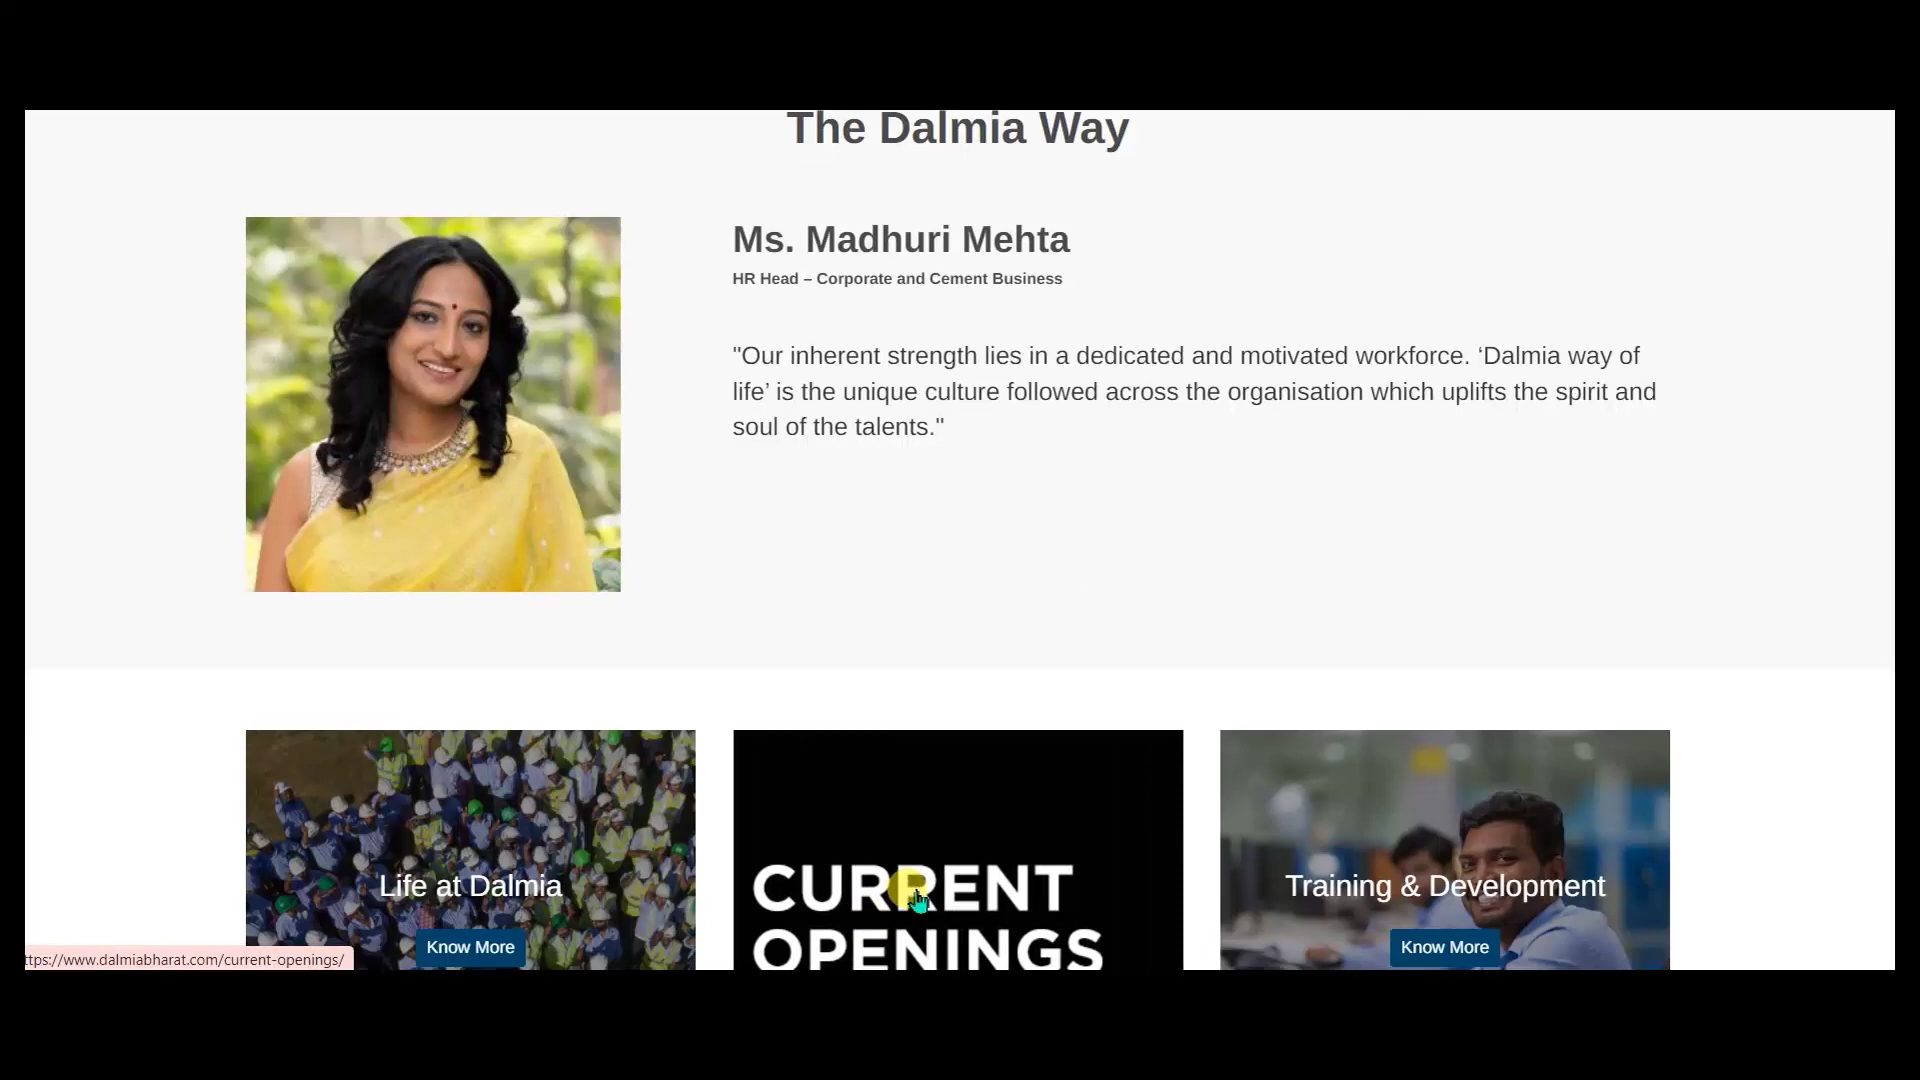 The Dalmia Way
Ms. Madhuri Mehta
HR Head – Corporate and Cement Business
"Our inherent strength lies in a dedicated and motivated workforce. ‘Dalmia way of
life’ is the unique culture followed across the organisation which uplifts the spirit and
soul of the talents."
Life at Dalmia
Know More
CURRENT
OPENINGS
Training & Development
Know More
ttps://www.dalmiabharat.com/current-openings/